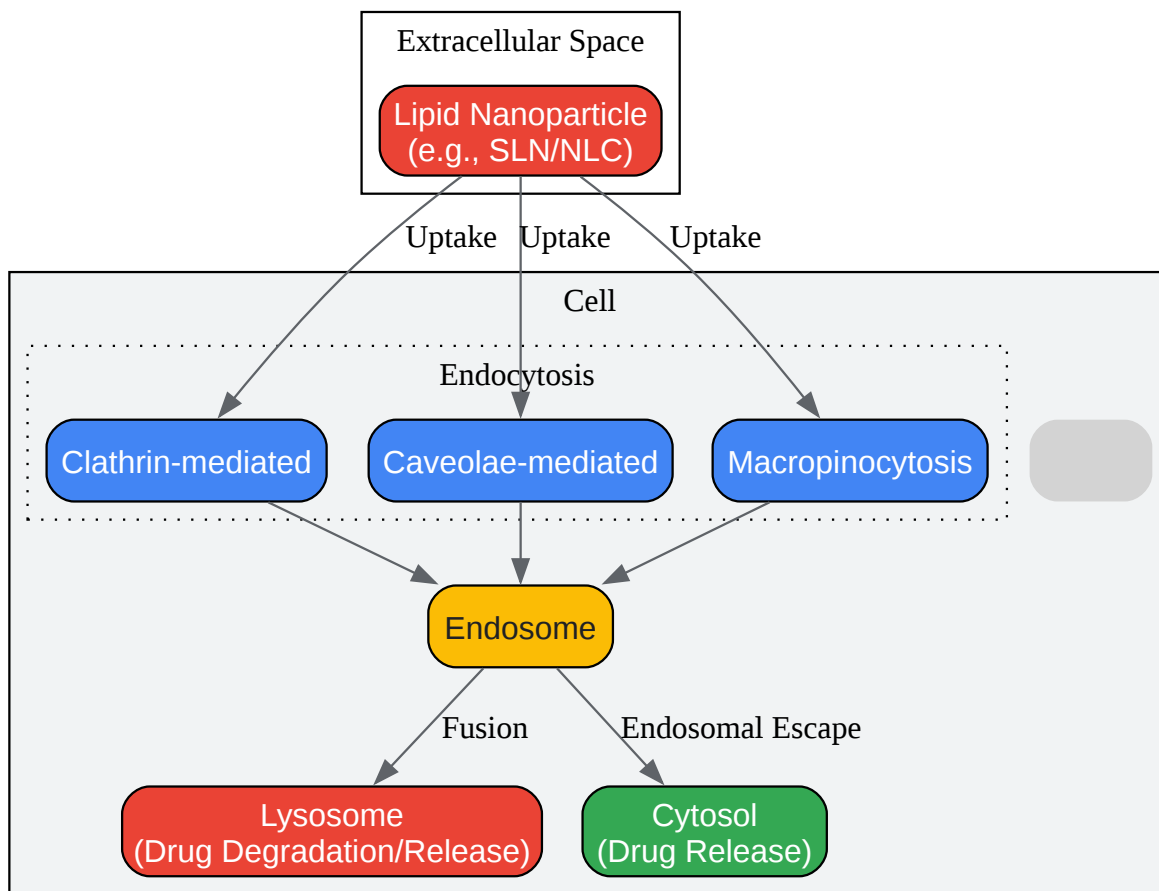 Extracellular Space
Lipid Nanoparticle
(e.g., SLN/NLC)
Uptake
Uptake
Uptake
Cell
Endocytosis
Clathrin-mediated
Caveolae-mediated
Macropinocytosis
Endosome
Fusion
Endosomal Escape
Lysosome
(Drug Degradation/Release)
Cytosol
(Drug Release)